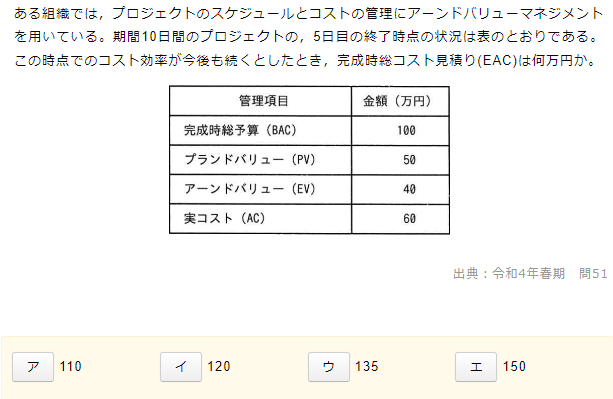 ある組織では，プロジェクトのスケジュールとコストの管理にアーンドバリューマネジメント
を用いている。期間10日間のプロジェクトの，5日目の終了時点の状況は表のとおりである。
この時点でのコスト効率が今後も続くとしたとき，完成時総コスト見積り(EAC)は何万円か。
管理項目 金額（万円）
完成時総予算（BAC） 100
プランドバリュー（PV） 50
アーンドバリュー（EV） 40
実コスト（AC） 60
出典：令和4年春期　問51
ア 110 イ 120 ウ 135 エ 150